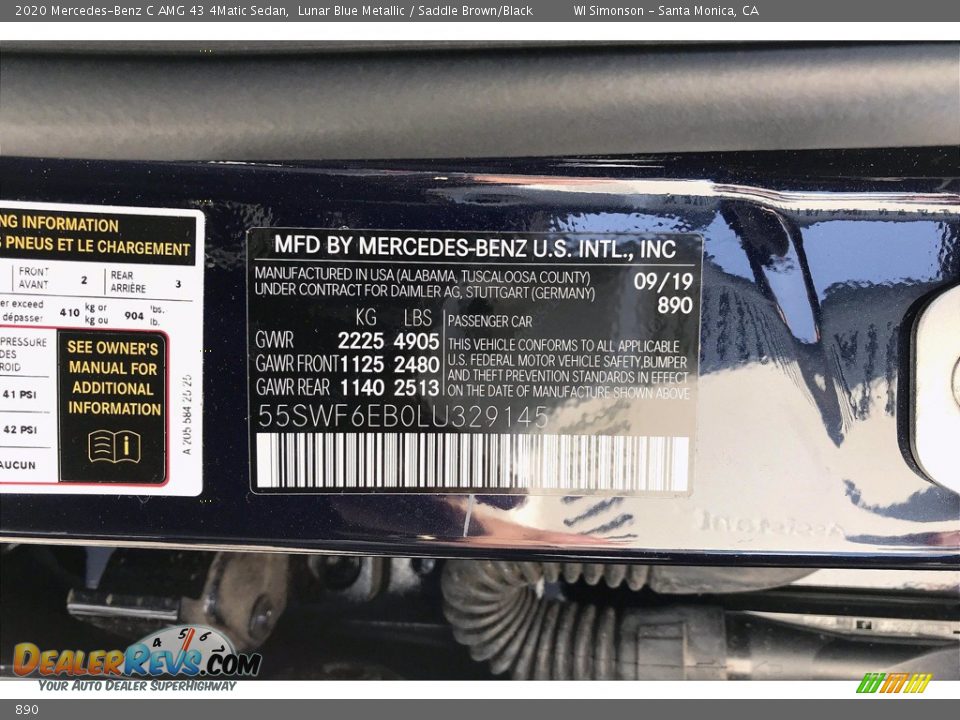 2020 Mercedes-Benz C AMG 43 4Matic Sedan,   Lunar Blue Metallic / Saddle Brown/Black          WI Simonson - Santa Monica, CA
NG INFORMATION
S PNEUS ET LE CHARGEMENT
FRONT
AVANT
2
REAR
ARRIÈRE
3
er exceed
dépasser
410
kg or
kg ou
904
lbs.
lb.
PRESSURE
DES
ROID
41 PSI
42 PSI
AUCUN
SEE OWNER'S
MANUAL FOR
ADDITIONAL
INFORMATION
A 205 584 25 25
MFD BY MERCEDES-BENZ U.S. INTL., INC
MANUFACTURED IN USA (ALABAMA, TUSCALOOSA COUNTY)
UNDER CONTRACT FOR DAIMLER AG, STUTTGART (GERMANY)
09/19
890
KG LBS
GWR 2225 4905
GAWR FRONT 1125 2480
GAWR REAR 1140 2513
PASSENGER CAR
THIS VEHICLE CONFORMS TO ALL APPLICABLE
U.S. FEDERAL MOTOR VEHICLE SAFETY, BUMPER
AND THEFT PREVENTION STANDARDS IN EFFECT
ON THE DATE OF MANUFACTURE SHOWN ABOVE
55SWF6EB0LU329145
4 5 6
DEALERREVS.COM
YOUR AUTO DEALER SUPERHIGHWAY
890